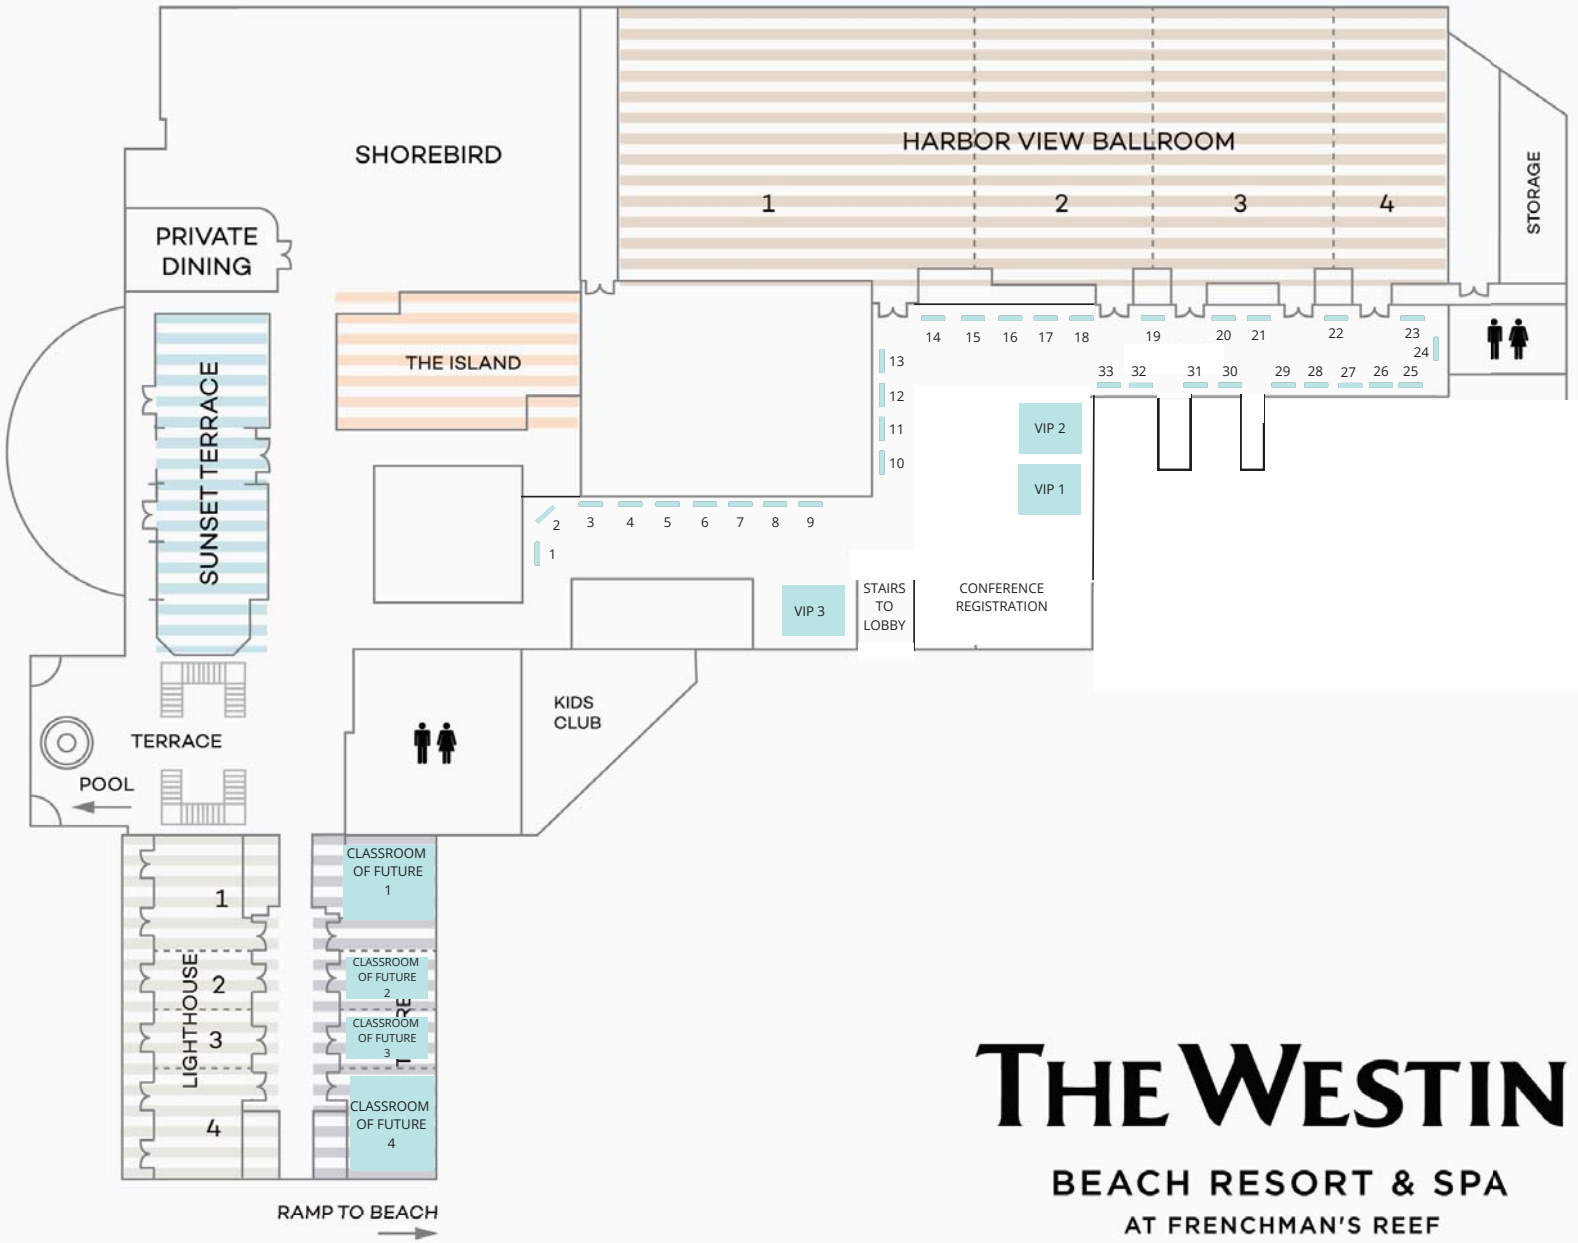 SHOREBIRD
HARBOR VIEW BALLROOM
1
2
3
4
STORAGE
PRIVATE
DINING
THE ISLAND
SUNSET TERRACE
14
15
16
17
18
19
20
21
22
23
24
13
12
11
10
33
32
31
30
29
28
27
26
25
VIP 2
VIP 1
2
3
4
5
6
7
8
9
1
VIP 3
STAIRS
TO
LOBBY
CONFERENCE
REGISTRATION
KIDS
CLUB
TERRACE
POOL
LIGHTHOUSE
1
2
3
4
CLASSROOM
OF FUTURE
1
CLASSROOM
OF FUTURE
2
CLASSROOM
OF FUTURE
3
CLASSROOM
OF FUTURE
4
RAMP TO BEACH
THE WESTIN
BEACH RESORT & SPA
AT FRENCHMAN'S REEF